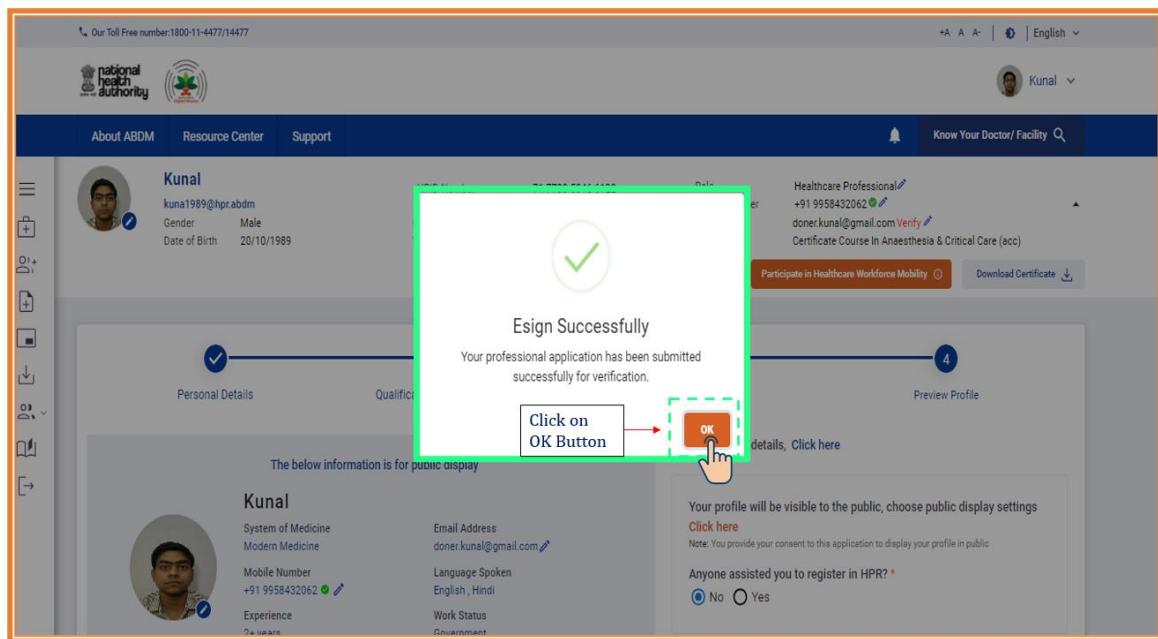 Our Toll Free number:1800-11-4477/14477
+A A A- English
national
health
authority
Kunal
About ABDM Resource Center Support Know Your Doctor/ Facility
Kunal
kuna1989@hpr.abdm
Gender Male
Date of Birth 20/10/1989
Healthcare Professional
+91 9958432062
doner.kunal@gmail.com Verify
Certificate Course In Anaesthesia & Critical Care (acc)
Participate in Healthcare Workforce Mobility Download Certificate
Esign Successfully
Your professional application has been submitted
successfully for verification.
Click on
OK Button
OK
4
Personal Details Preview Profile
details, Click here
The below information is for public display
Kunal
System of Medicine Email Address
Modern Medicine doner.kunal@gmail.com
Mobile Number Language Spoken
+91 9958432062 English , Hindi
Experience Work Status
2+ years Government
Your profile will be visible to the public, choose public display settings
Click here
Note: You provide your consent to this application to display your profile in public
Anyone assisted you to register in HPR? *
No Yes